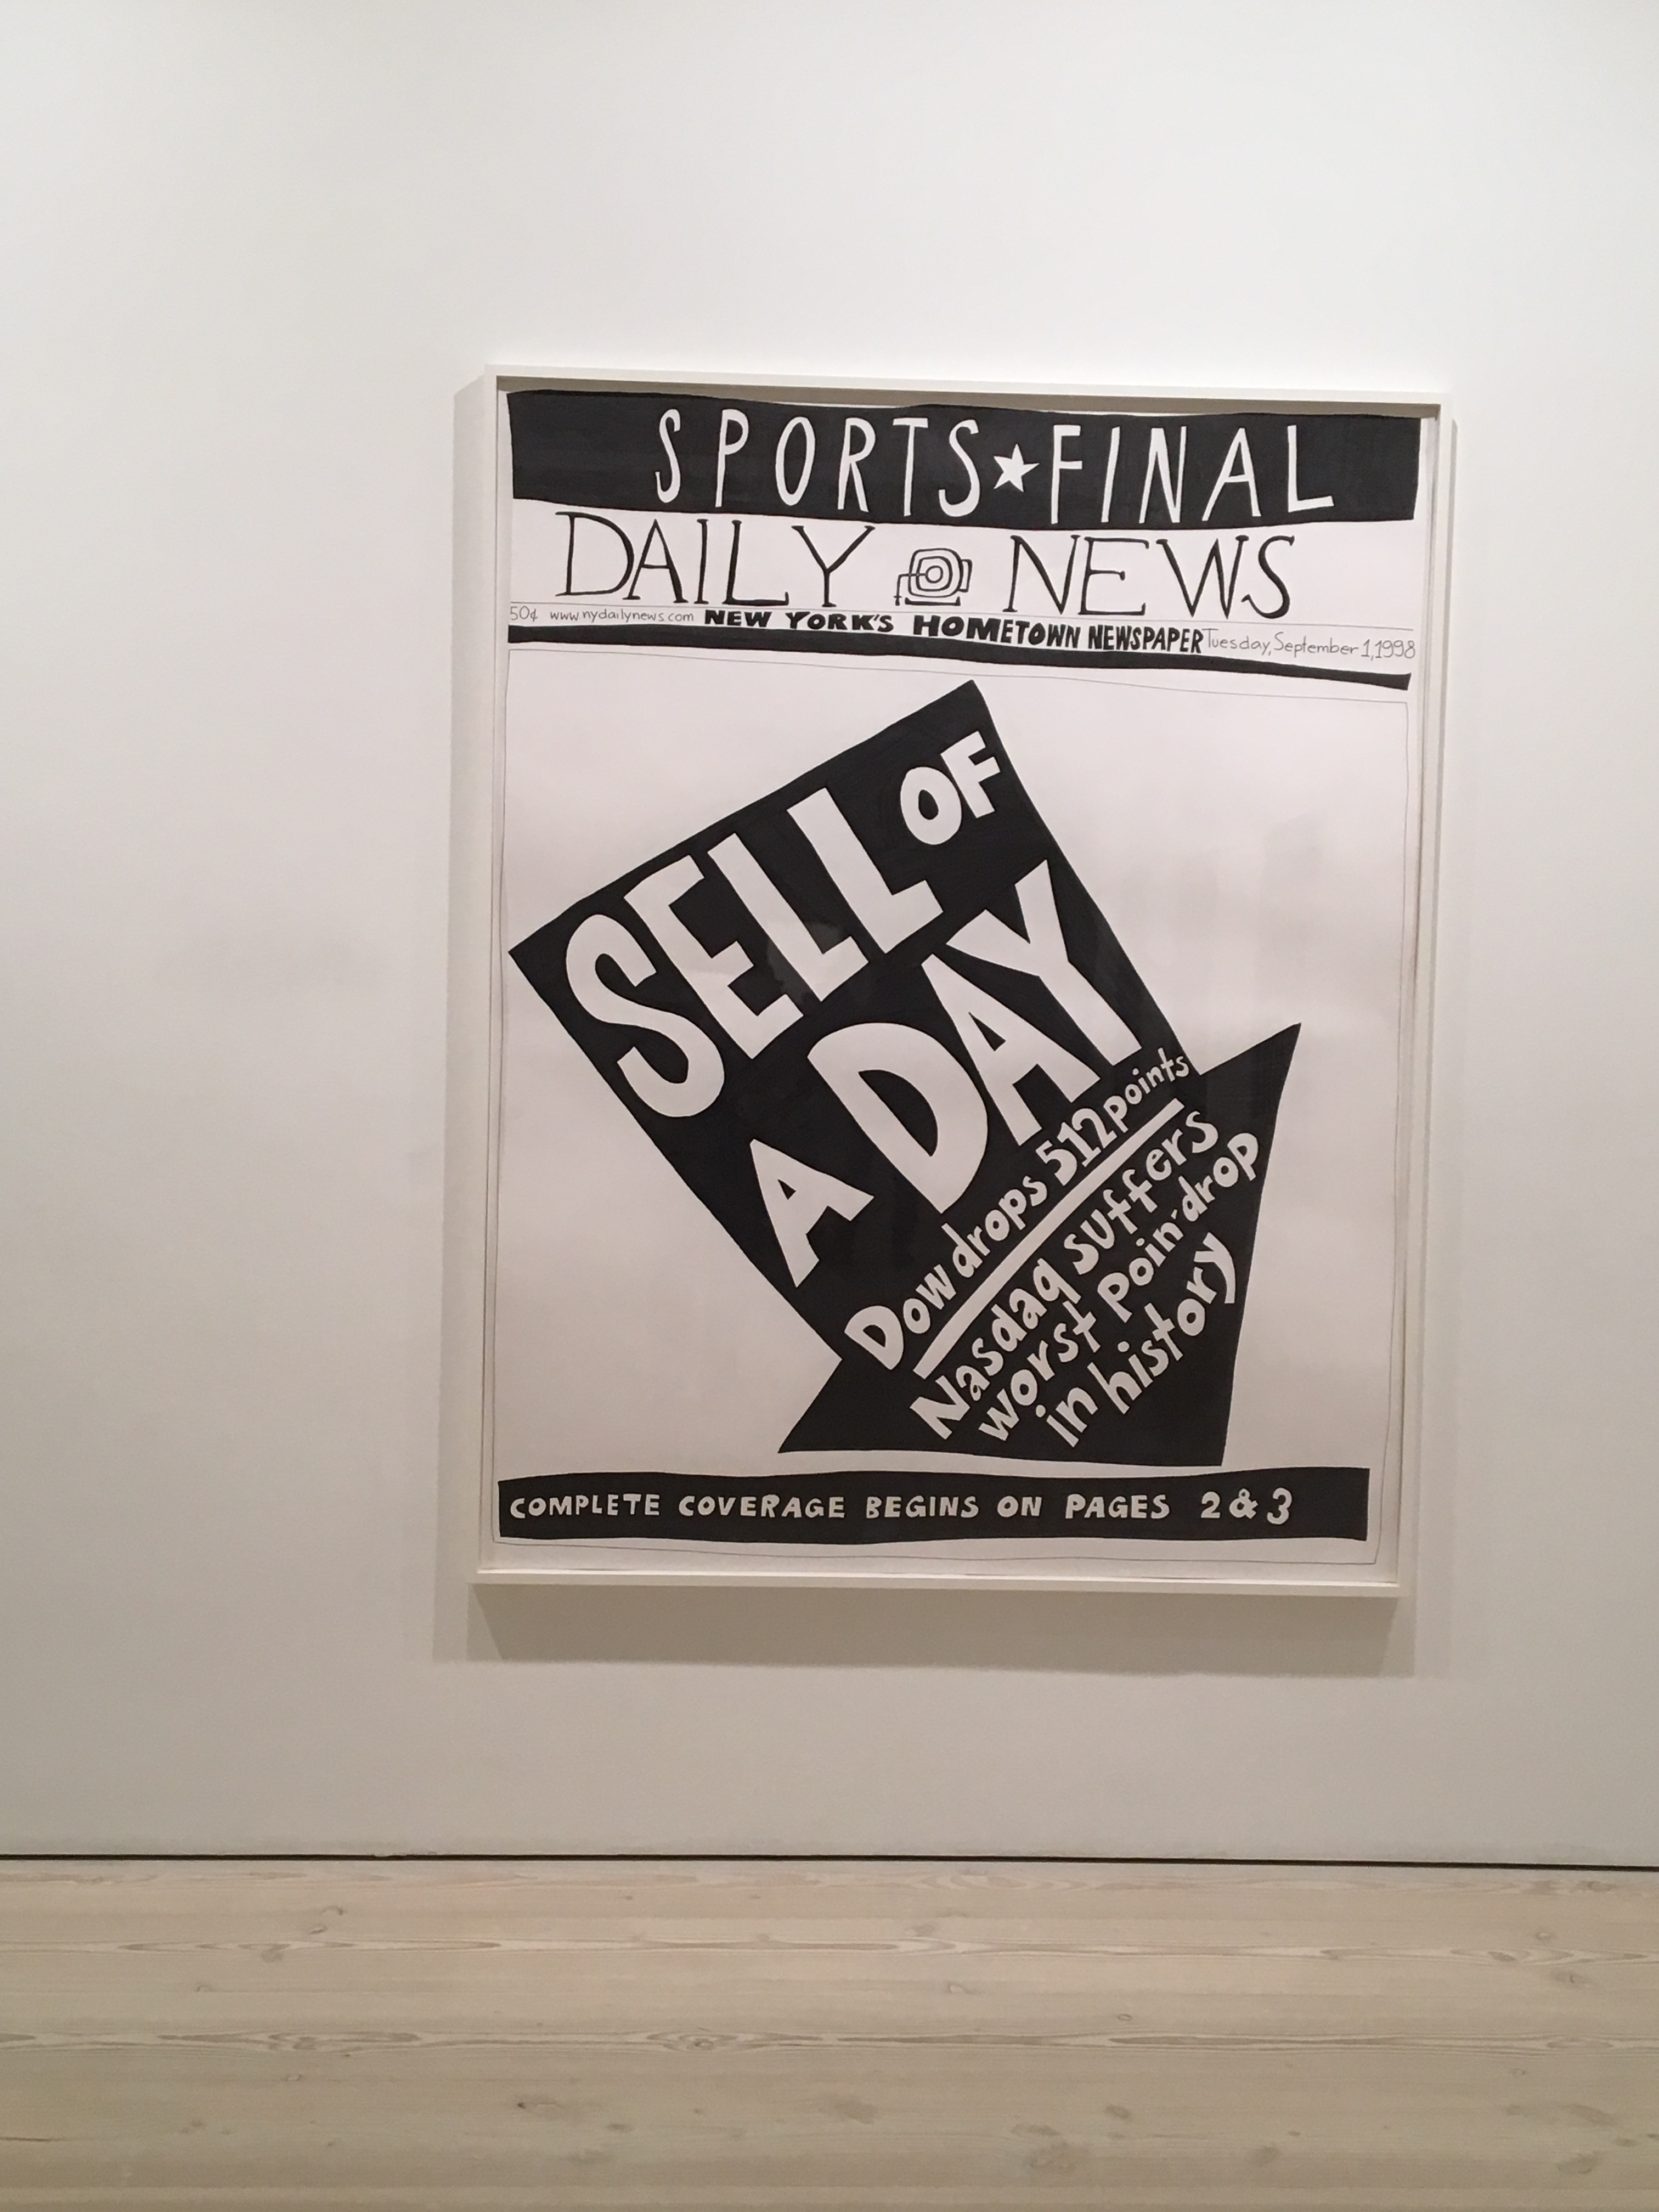 SPORTS★FINAL
DAILY NEWS
50¢ www.nydailynews.com NEW YORK'S HOMETOWN NEWSPAPER Tuesday, September 1, 1998
SELL OF
A DAY
Dow drops 512 points
Nasdaq suffers
worst Poin-drop
in history
COMPLETE COVERAGE BEGINS ON PAGES 2 & 3